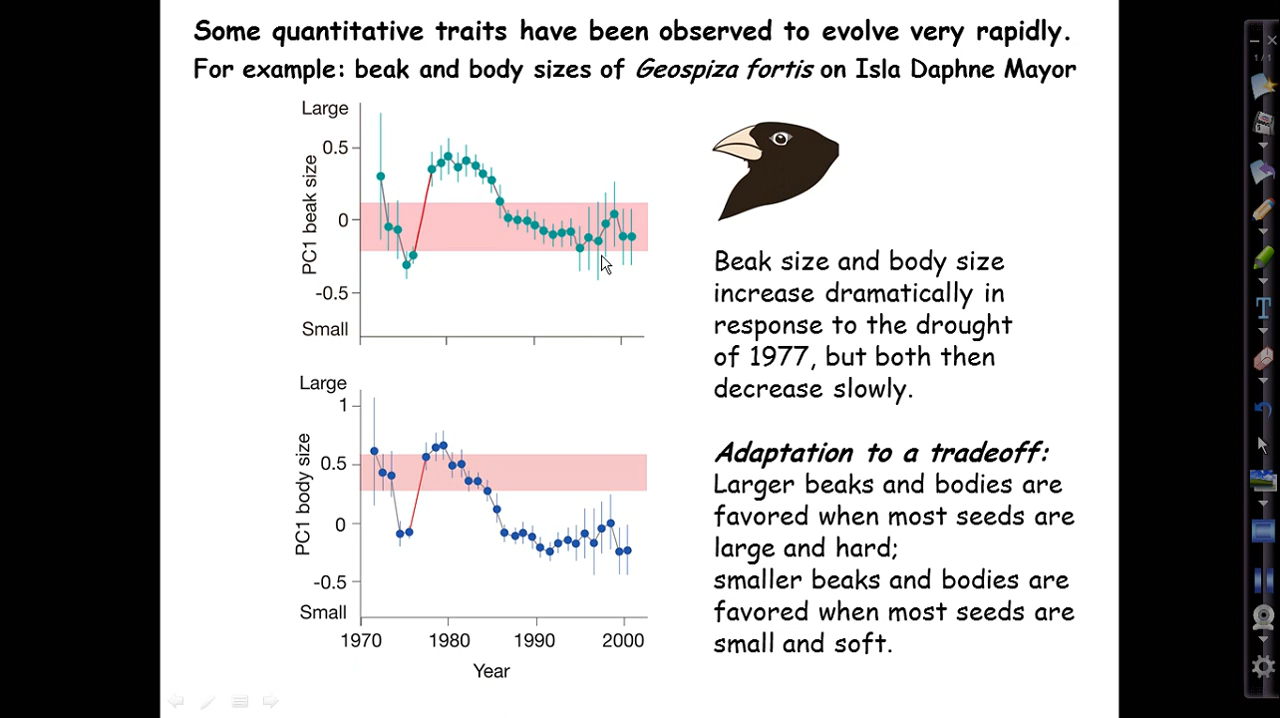 Some quantitative traits have been observed to evolve very rapidly.
For example: beak and body sizes of Geospiza fortis on Isla Daphne Mayor
Large
0.5
0
-0.5
Small
PC1 beak size
Large
1
0.5
0
-0.5
Small
PC1 body size
1970 1980 1990 2000
Year
Beak size and body size
increase dramatically in
response to the drought
of 1977, but both then
decrease slowly.
Adaptation to a tradeoff:
Larger beaks and bodies are
favored when most seeds are
large and hard;
smaller beaks and bodies are
favored when most seeds are
small and soft.
1/1